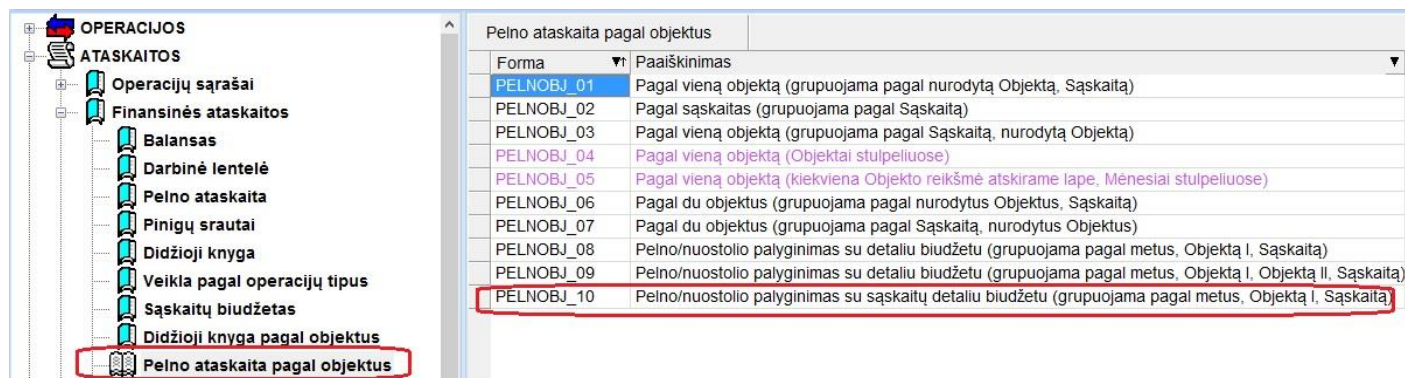 OPERACIJOS
ATASKAITOS
Operacijų sąrašai
Finansinės ataskaitos
Balansas
Darbinė lentelė
Pelno ataskaita
Pinigų srautai
Didžioji knyga
Veikla pagal operacijų tipus
Sąskaitų biudžetas
Didžioji knyga pagal objektus
Pelno ataskaita pagal objektus
Pelno ataskaita pagal objektus
Forma Paaiškinimas
PELNOBJ_01 Pagal vieną objektą (grupuojama pagal nurodytą Objektą, Sąskaitą)
PELNOBJ_02 Pagal sąskaitas (grupuojama pagal Sąskaitą)
PELNOBJ_03 Pagal vieną objektą (grupuojama pagal Sąskaitą, nurodytą Objektą)
PELNOBJ_04 Pagal vieną objektą (Objektai stulpeliuose)
PELNOBJ_05 Pagal vieną objektą (kiekviena Objekto reikšmė atskirame lape, Mėnesiai stulpeliuose)
PELNOBJ_06 Pagal du objektus (grupuojama pagal nurodytus Objektus, Sąskaitą)
PELNOBJ_07 Pagal du objektus (grupuojama pagal Sąskaitą, nurodytus Objektus)
PELNOBJ_08 Pelno/nuostolio palyginimas su detaliu biudžetu (grupuojama pagal metus, Objektą I, Sąskaitą)
PELNOBJ_09 Pelno/nuostolio palyginimas su detaliu biudžetu (grupuojama pagal metus, Objektą I, Objektą II, Sąskaitą)
PELNOBJ_10 Pelno/nuostolio palyginimas su sąskaitų detaliu biudžetu (grupuojama pagal metus, Objektą I, Sąskaitą)